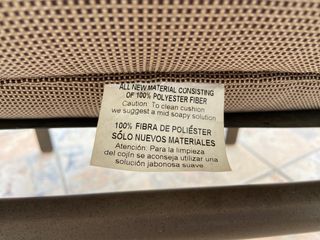 ALL NEW MATERIAL CONSISTING
OF 100% POLYESTER FIBER
Caution: To clean cushion
we suggest a mid soapy solution
100% FIBRA DE POLIÉSTER
SÓLO NUEVOS MATERIALES
Atención: Para la limpieza
del cojín se aconseja utilizar una
solución jabonosa suave.